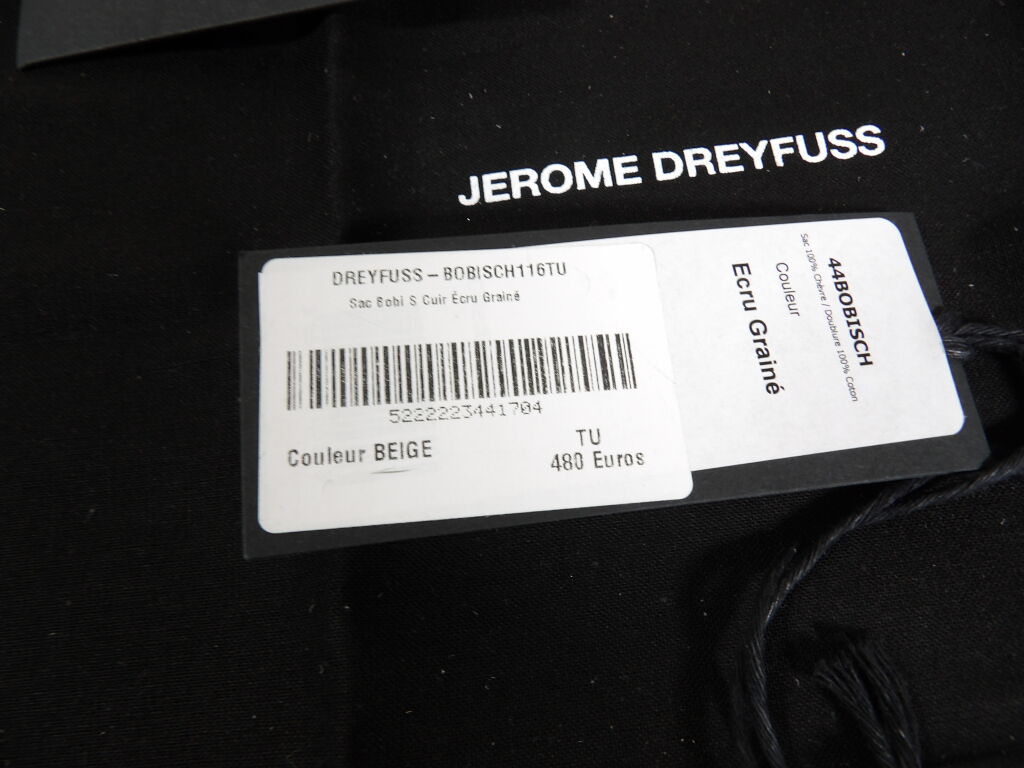 JEROME DREYFUSS
DREYFUSS - BOBISCH116TU
Sac Bobi S Cuir Écru Grainé
5222223441704
Couleur BEIGE
TU
480 Euros
44BOBISCH
Sac 100% Chèvre / Doublure 100% Coton
Couleur
Ecru Grainé